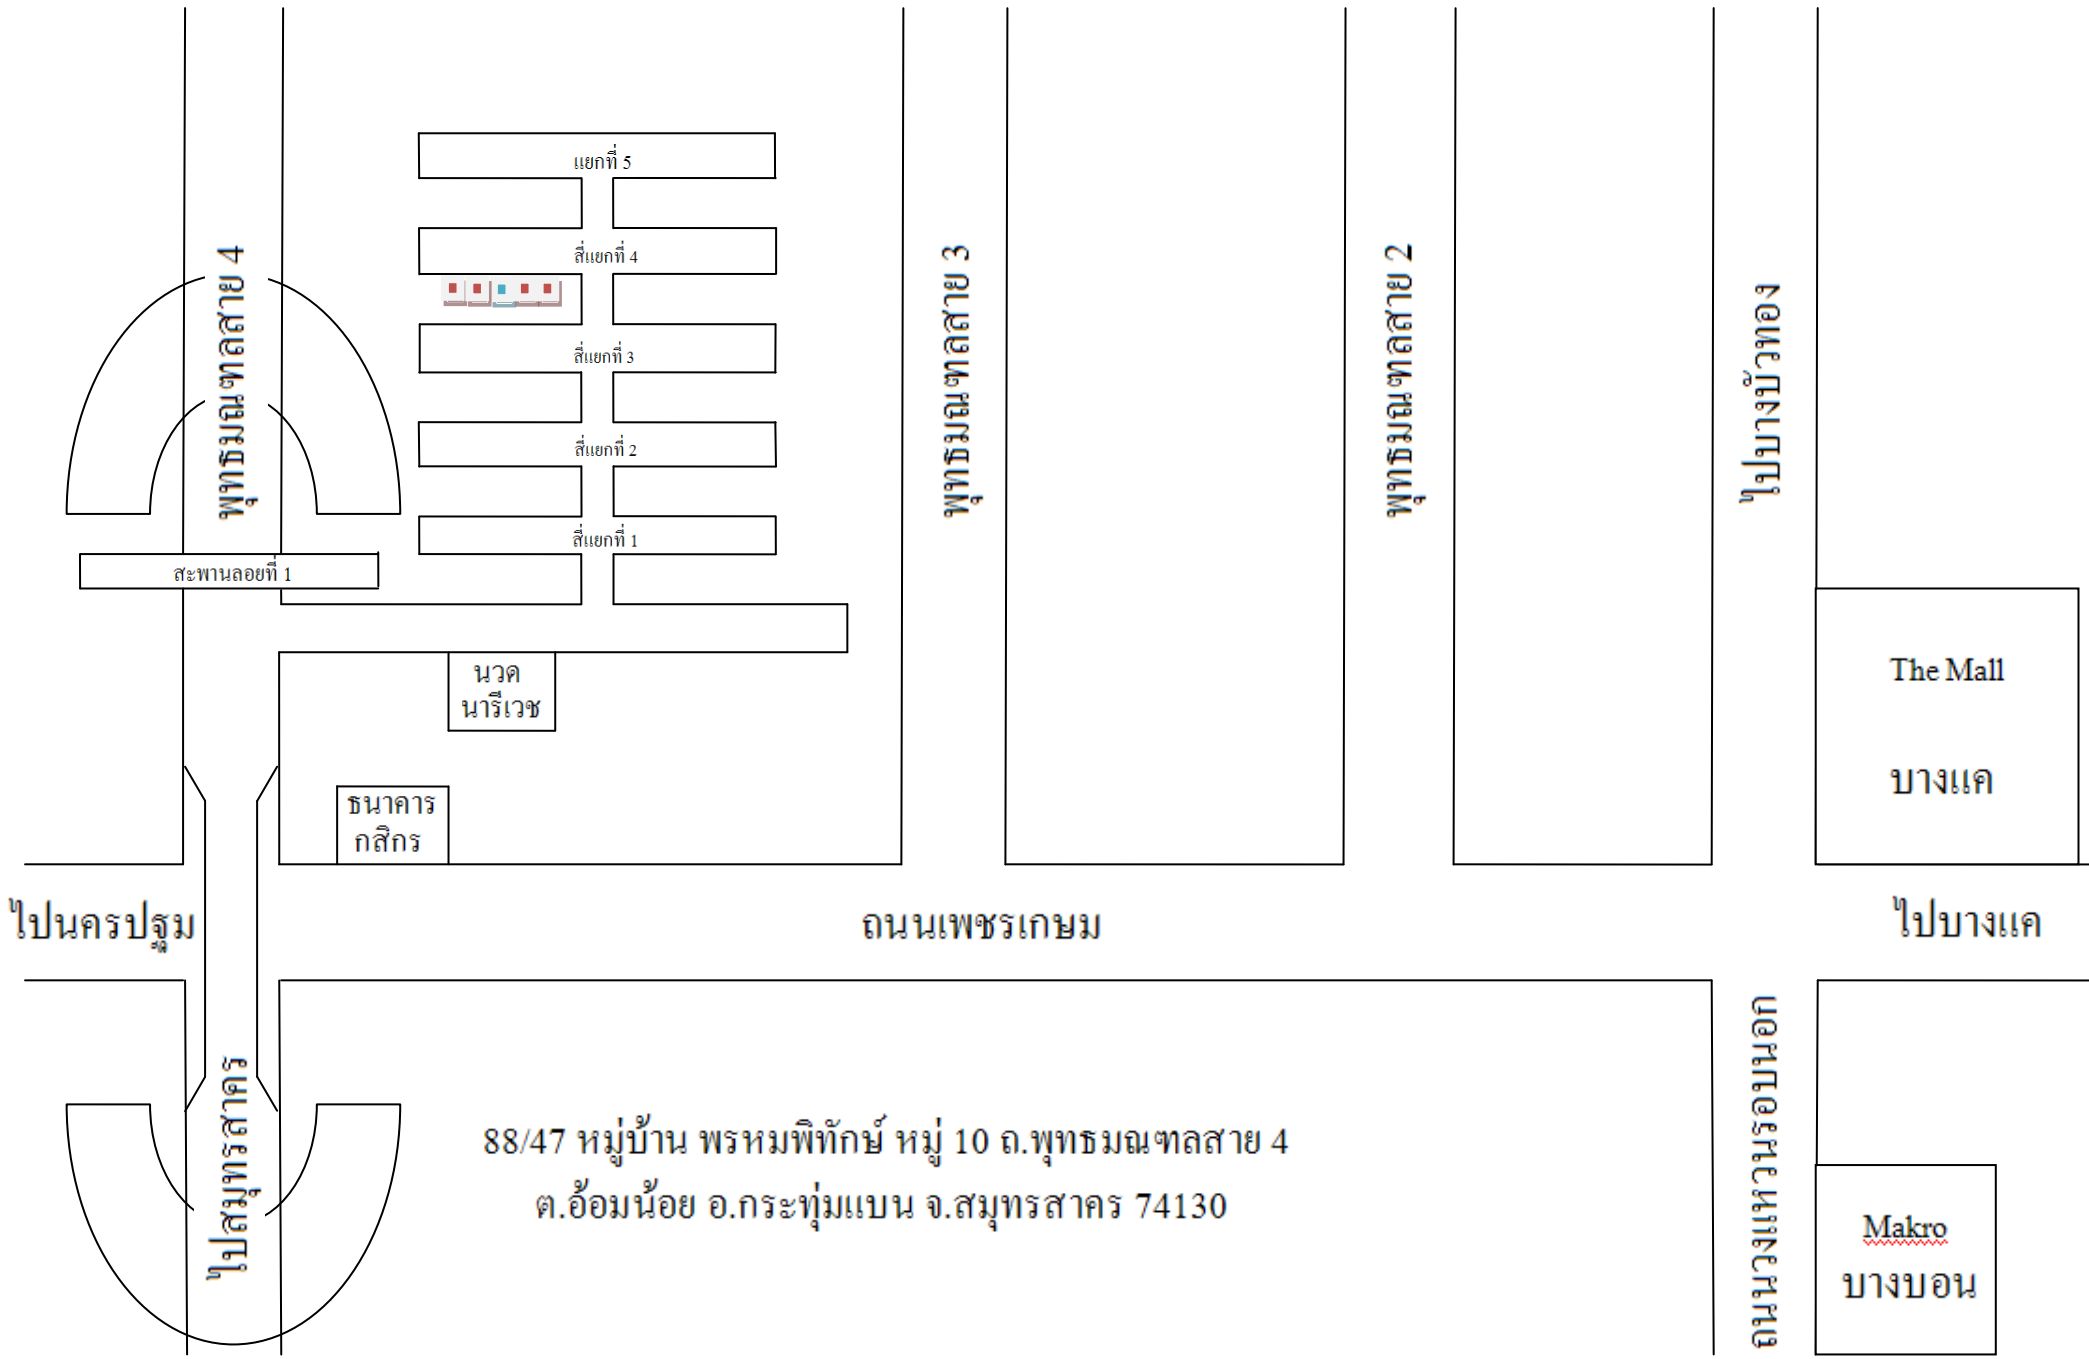 แยกที่ 5
สี่แยกที่ 4
สี่แยกที่ 3
สี่แยกที่ 2
สี่แยกที่ 1
พุทธมณฑลสาย 4
พุทธมณฑลสาย 3
พุทธมณฑลสาย 2
ไปบางบัวทอง
สะพานลอยที่ 1
นวด
นารีเวช
The Mall
บางแค
ธนาคาร
กสิกร
ไปนครปฐม
ถนนเพชรเกษม
ไปบางแค
ไปสมุทรสาคร
ถนนวงแหวนรอบนอก
88/47 หมู่บ้าน พรหมพิทักษ์ หมู่ 10 ถ.พุทธมณฑลสาย 4
ต.อ้อมน้อย อ.กระทุ่มแบน จ.สมุทรสาคร 74130
Makro
บางบอน